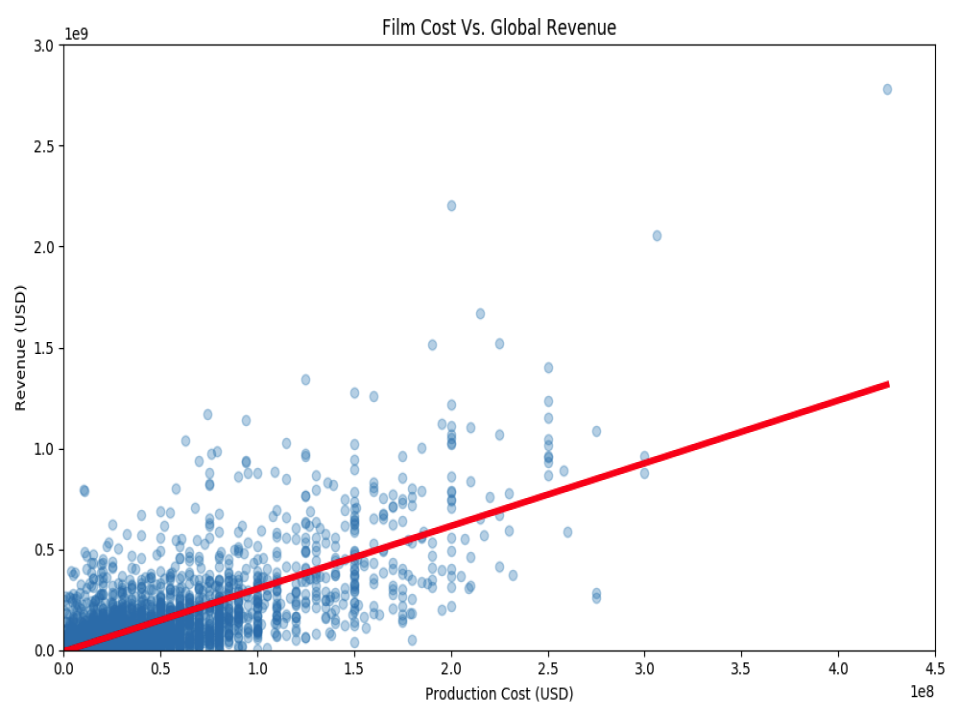 Film Cost Vs. Global Revenue
1e9
3.0
2.5
2.0
1.5
1.0
0.5
0.0
Revenue (USD)
0.0 0.5 1.0 1.5 2.0 2.5 3.0 3.5 4.0 4.5
Production Cost (USD)
1e8